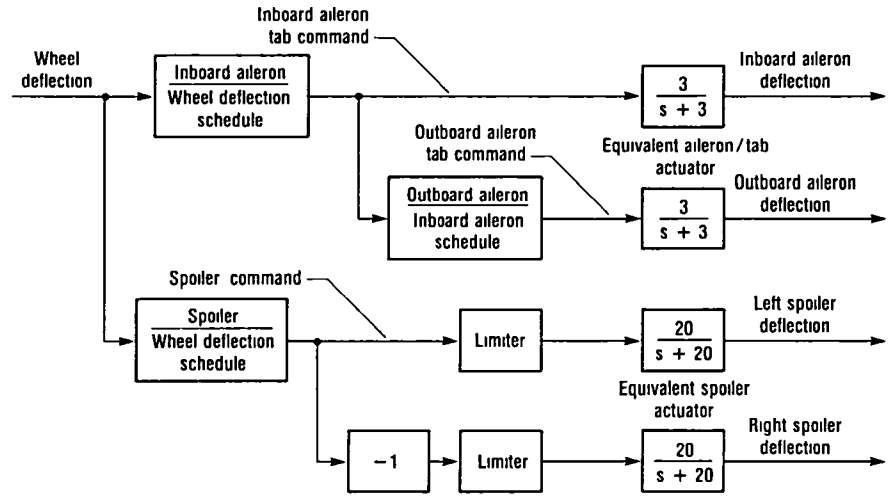 Inboard aileron
tab command
Wheel
deflection
Inboard aileron
Wheel deflection
schedule
3
s + 3
Inboard aileron
deflection
Outboard aileron
tab command
Equivalent aileron/tab
actuator
Outboard aileron
Inboard aileron
schedule
3
s + 3
Outboard aileron
deflection
Spoiler command
Spoiler
Wheel deflection
schedule
Limiter
20
s + 20
Left spoiler
deflection
Equivalent spoiler
actuator
−1
Limiter
20
s + 20
Right spoiler
deflection